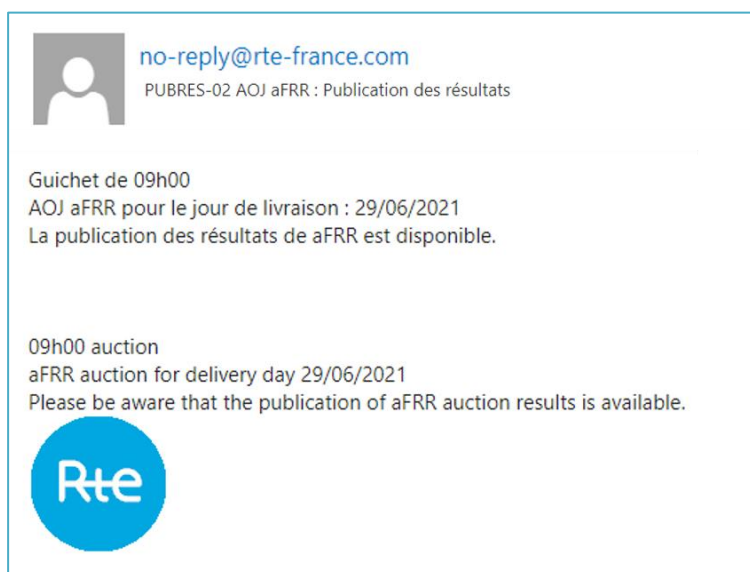 no-reply@rte-france.com
PUBRES-02 AOJ aFRR : Publication des résultats
Guichet de 09h00
AOJ aFRR pour le jour de livraison : 29/06/2021
La publication des résultats de aFRR est disponible.
09h00 auction
aFRR auction for delivery day 29/06/2021
Please be aware that the publication of aFRR auction results is available.
Rte